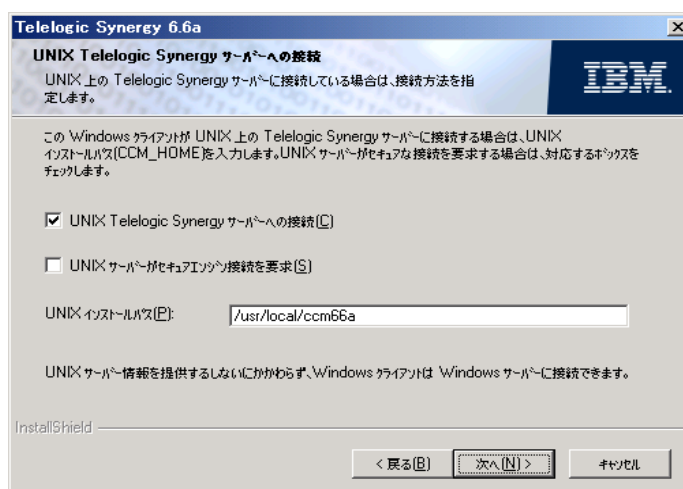 Telelogic Synergy 6.6a
UNIX Telelogic Synergy サーバーへの接続
UNIX 上の Telelogic Synergy サーバーに接続している場合は、接続方法を指
定します。
IBM.
この Windows クライアントが UNIX 上の Telelogic Synergy サーバーに接続する場合は、UNIX
インストールパス(CCM_HOME)を入力します。UNIX サーバーがセキュアな接続を要求する場合は、対応するボックスを
チェックします。
UNIX Telelogic Synergy サーバーへの接続(C)
UNIX サーバーがセキュアエンジン接続を要求(S)
UNIX インストールパス(P):
/usr/local/ccm66a
UNIX サーバー情報を提供するしないにかかわらず、Windows クライアントは Windows サーバーに接続できます。
InstallShield
< 戻る(B)
次へ(N) >
キャンセル